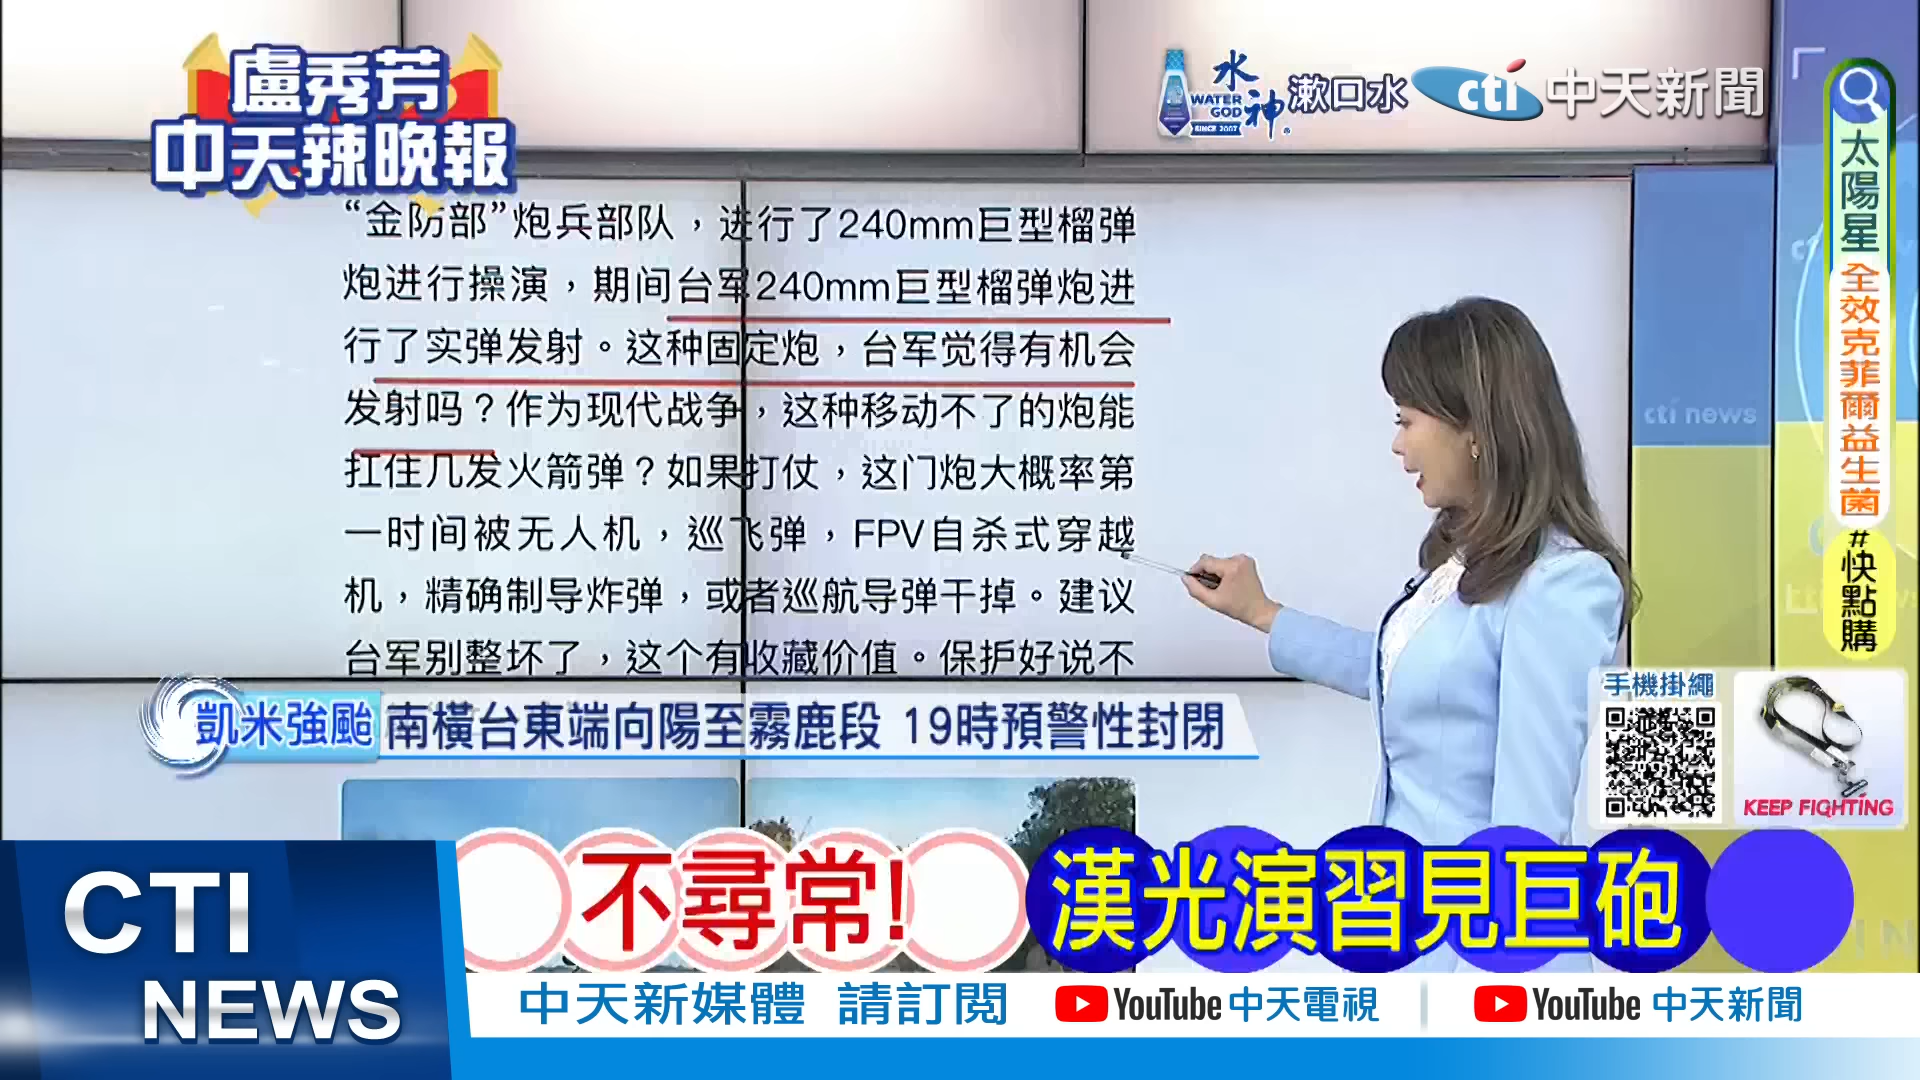 盧秀芳
中天辣晚報
水神
WATER GOD
SINCE 2007
漱口水
cti 中天新聞
太陽星
全效克菲爾益生菌
#快點購
“金防部”炮兵部队，进行了240mm巨型榴弹
炮进行操演，期间台军240mm巨型榴弹炮进
行了实弹发射。这种固定炮，台军觉得有机会
发射吗？作为现代战争，这种移动不了的炮能
扛住几发火箭弹？如果打仗，这门炮大概率第
一时间被无人机，巡飞弹，FPV自杀式穿越
机，精确制导炸弹，或者巡航导弹干掉。建议
台军别整坏了，这个有收藏价值。保护好说不
cti news
凱米強颱
南橫台東端向陽至霧鹿段 19時預警性封閉
手機掛繩
KEEP FIGHTING
不尋常!
漢光演習見巨砲
CTI
NEWS
中天新媒體 請訂閱
YouTube 中天電視
YouTube 中天新聞